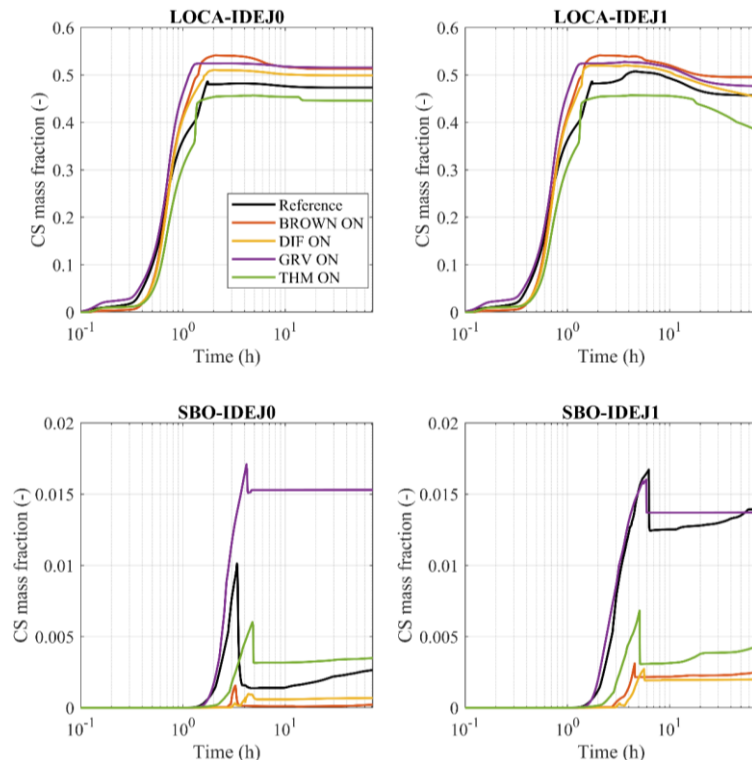 LOCA-IDEJ0
LOCA-IDEJ1
CS mass fraction (-)
0.6
0.5
0.4
0.3
0.2
0.1
0
Reference
BROWN ON
DIF ON
GRV ON
THM ON
10^-1
10^0
10^1
Time (h)
CS mass fraction (-)
0.6
0.5
0.4
0.3
0.2
0.1
0
10^-1
10^0
10^1
Time (h)
SBO-IDEJ0
SBO-IDEJ1
CS mass fraction (-)
0.02
0.015
0.01
0.005
0
10^-1
10^0
10^1
Time (h)
CS mass fraction (-)
0.02
0.015
0.01
0.005
0
10^-1
10^0
10^1
Time (h)